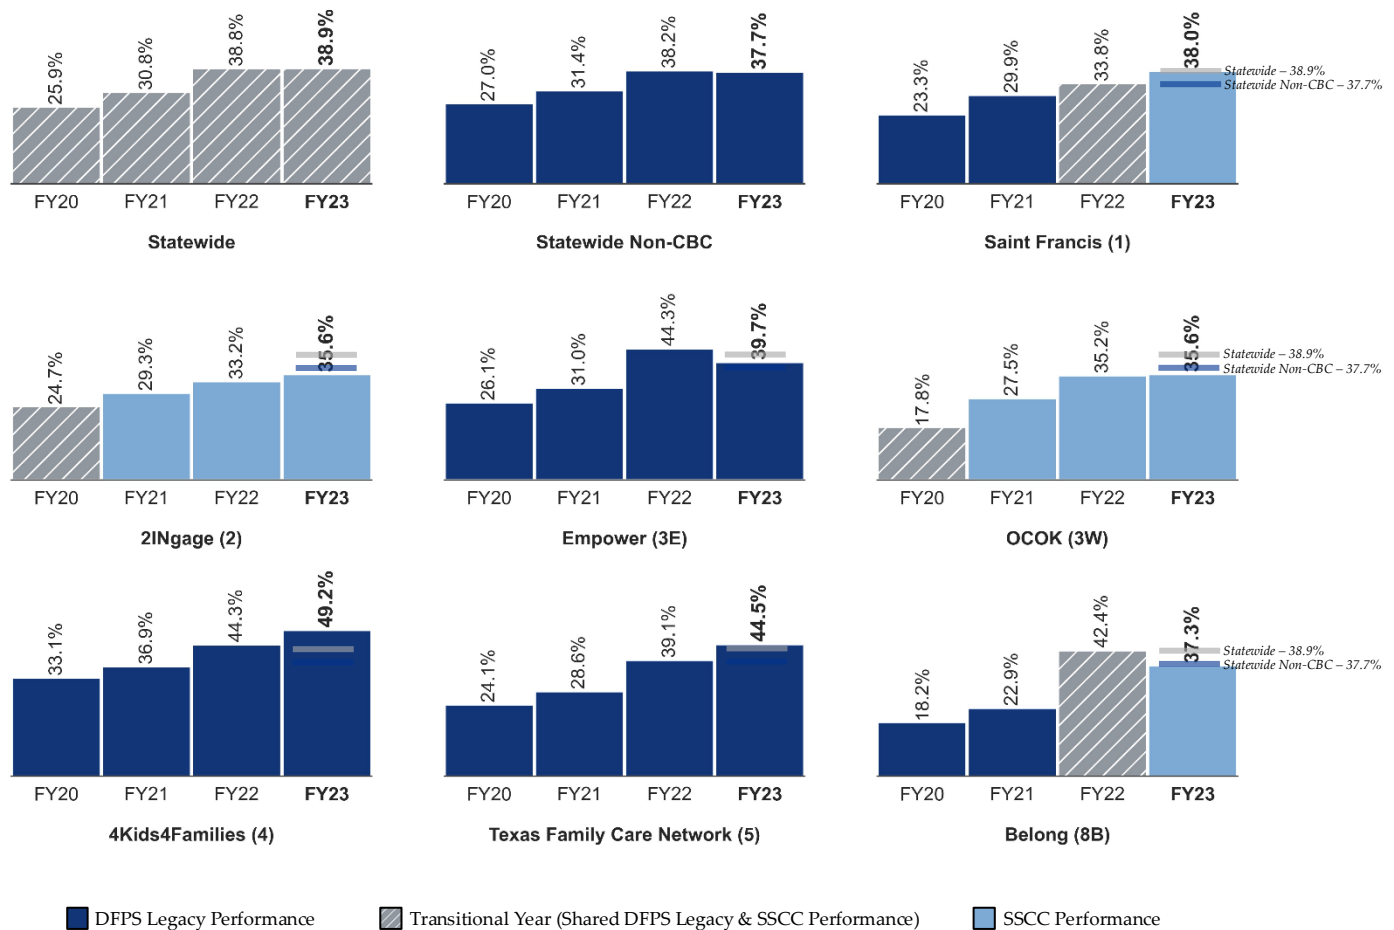 25.9%
30.8%
38.8%
38.9%
FY20
FY21
FY22
FY23
Statewide
27.0%
31.4%
38.2%
37.7%
FY20
FY21
FY22
FY23
Statewide Non-CBC
23.3%
29.9%
33.8%
38.0%
Statewide – 38.9%
Statewide Non-CBC – 37.7%
FY20
FY21
FY22
FY23
Saint Francis (1)
24.7%
29.3%
33.2%
35.6%
FY20
FY21
FY22
FY23
2INgage (2)
26.1%
31.0%
44.3%
39.7%
FY20
FY21
FY22
FY23
Empower (3E)
17.8%
27.5%
35.2%
35.6%
Statewide – 38.9%
Statewide Non-CBC – 37.7%
FY20
FY21
FY22
FY23
OCOK (3W)
33.1%
36.9%
44.3%
49.2%
FY20
FY21
FY22
FY23
4Kids4Families (4)
24.1%
28.6%
39.1%
44.5%
FY20
FY21
FY22
FY23
Texas Family Care Network (5)
18.2%
22.9%
42.4%
37.3%
Statewide – 38.9%
Statewide Non-CBC – 37.7%
FY20
FY21
FY22
FY23
Belong (8B)
DFPS Legacy Performance
Transitional Year (Shared DFPS Legacy & SSCC Performance)
SSCC Performance